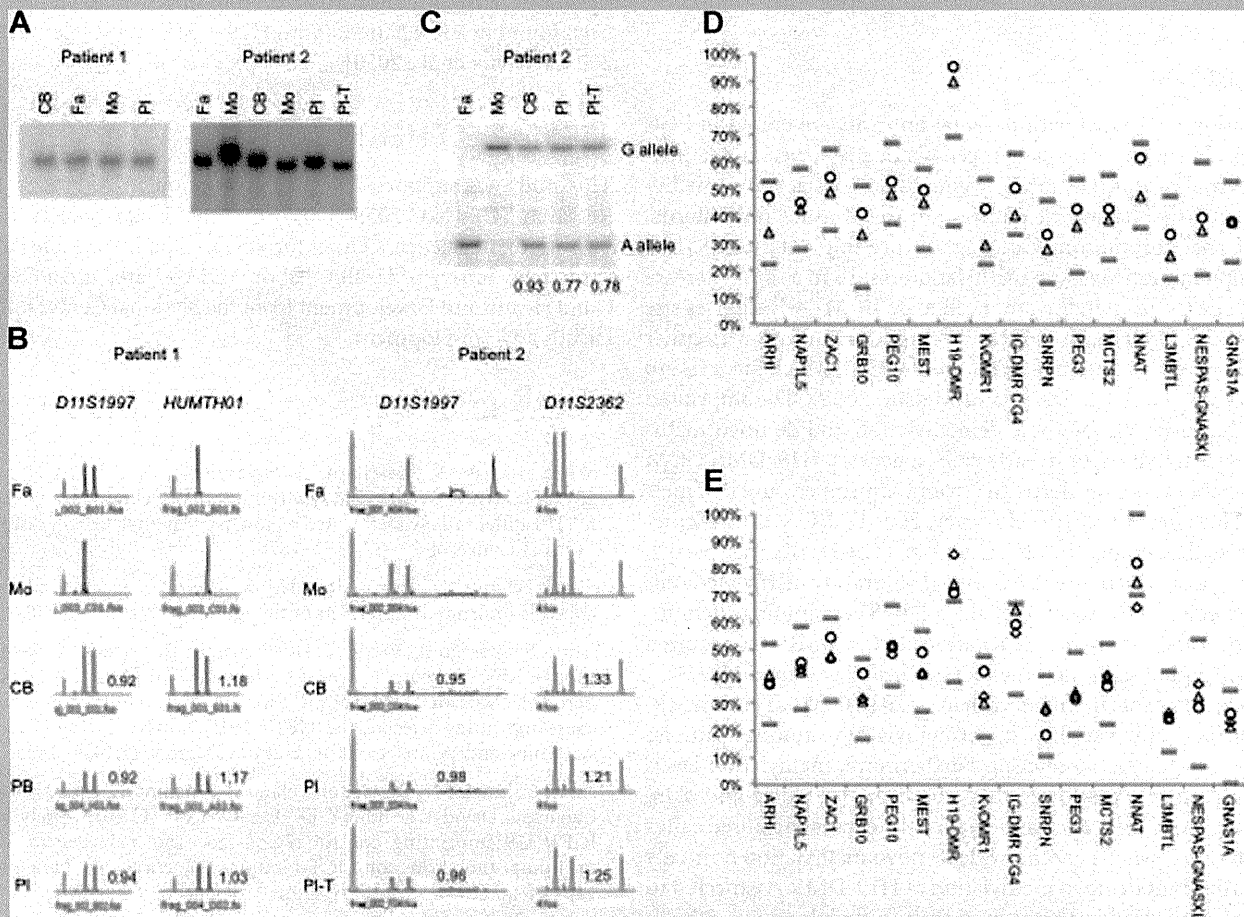 A
Patient 1
Patient 2
CB
Fa
Mo
Pl
Fa
Mo
CB
Mo
Pl
Pl-T
C
Patient 2
Fa
Mo
CB
Pl
Pl-T
G allele
A allele
0.93 0.77 0.78
B
Patient 1
Patient 2
D11S1997 HUMTH01 D11S1997 D11S2362
Fa Fa
Mo Mo
CB 0.92 1.18 CB 0.95 1.33
PB 0.92 1.17 Pl 0.98 1.21
Pl 0.94 1.03 Pl-T 0.96 1.25
D
100%
90%
80%
70%
60%
50%
40%
30%
20%
10%
0%
ARHI
NAP1L5
ZAC1
GRB10
PEG10
MEST
H19-DMR
KvDMR1
IG-DMR CG4
SNRPN
PEG3
MCTS2
NNAT
L3MBTL
NESPAS-GNASXL
GNAS1A
E
100%
90%
80%
70%
60%
50%
40%
30%
20%
10%
0%
ARHI
NAP1L5
ZAC1
GRB10
PEG10
MEST
H19-DMR
KvDMR1
IG-DMR CG4
SNRPN
PEG3
MCTS2
NNAT
L3MBTL
NESPAS-GNASXL
GNAS1A